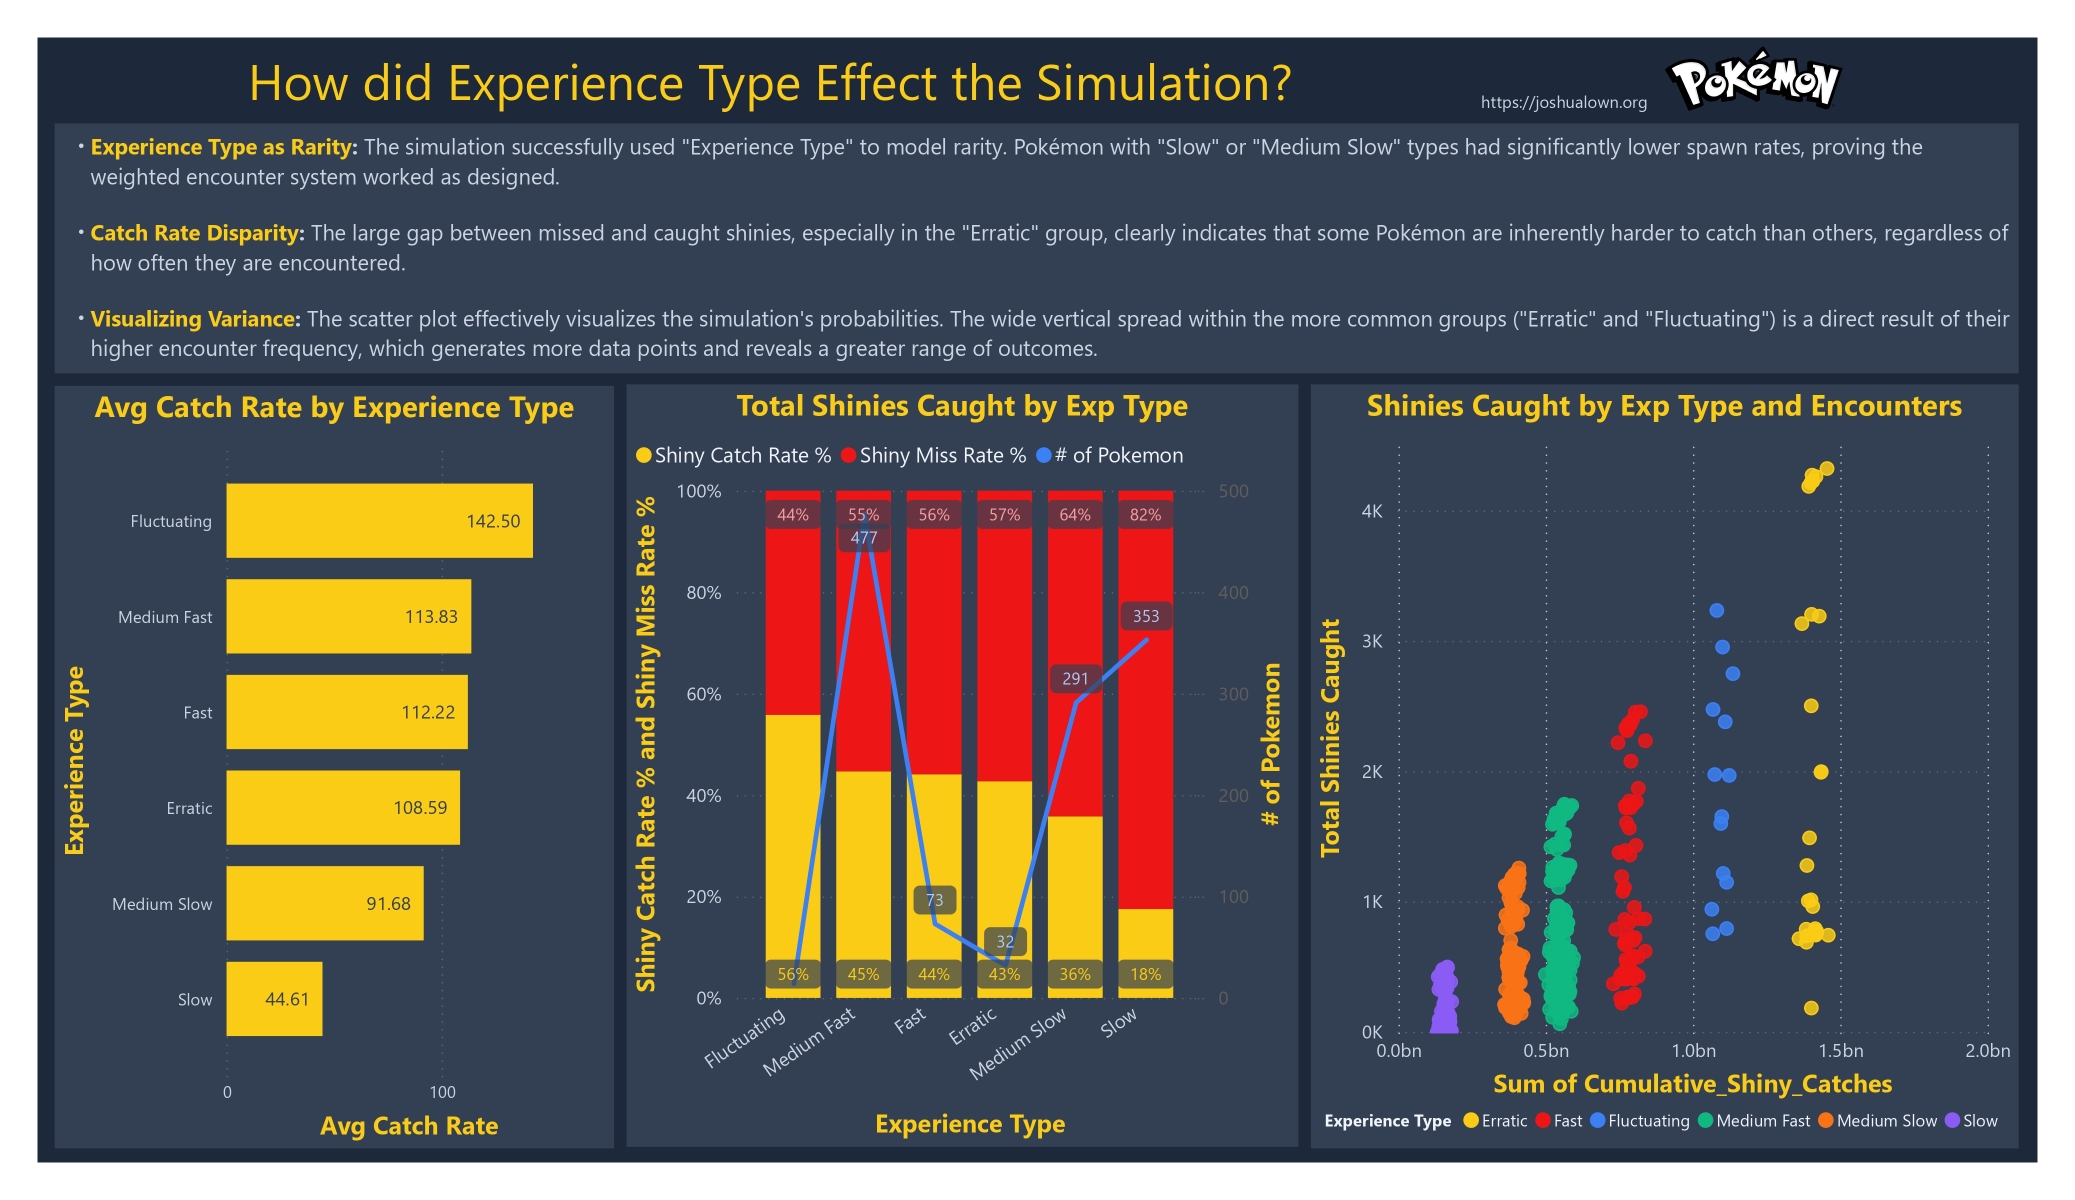 How did Experience Type Effect the Simulation?
https://joshualown.org
POKéMON
• Experience Type as Rarity: The simulation successfully used "Experience Type" to model rarity. Pokémon with "Slow" or "Medium Slow" types had significantly lower spawn rates, proving the
weighted encounter system worked as designed.
• Catch Rate Disparity: The large gap between missed and caught shinies, especially in the "Erratic" group, clearly indicates that some Pokémon are inherently harder to catch than others, regardless of
how often they are encountered.
• Visualizing Variance: The scatter plot effectively visualizes the simulation's probabilities. The wide vertical spread within the more common groups ("Erratic" and "Fluctuating") is a direct result of their
higher encounter frequency, which generates more data points and reveals a greater range of outcomes.
Avg Catch Rate by Experience Type
Experience Type
Fluctuating 142.50
Medium Fast 113.83
Fast 112.22
Erratic 108.59
Medium Slow 91.68
Slow 44.61
0 100
Avg Catch Rate
Total Shinies Caught by Exp Type
Shiny Catch Rate % Shiny Miss Rate % # of Pokemon
Shiny Catch Rate % and Shiny Miss Rate %
100% 500
44% 55% 56% 57% 64% 82%
477
80% 400
353
291
60% 300
40% 200
20% 100
73
32
56% 45% 44% 43% 36% 18%
0% 0
# of Pokemon
Fluctuating Medium Fast Fast Erratic Medium Slow Slow
Experience Type
Shinies Caught by Exp Type and Encounters
Total Shinies Caught
4K
3K
2K
1K
0K
0.0bn 0.5bn 1.0bn 1.5bn 2.0bn
Sum of Cumulative_Shiny_Catches
Experience Type Erratic Fast Fluctuating Medium Fast Medium Slow Slow